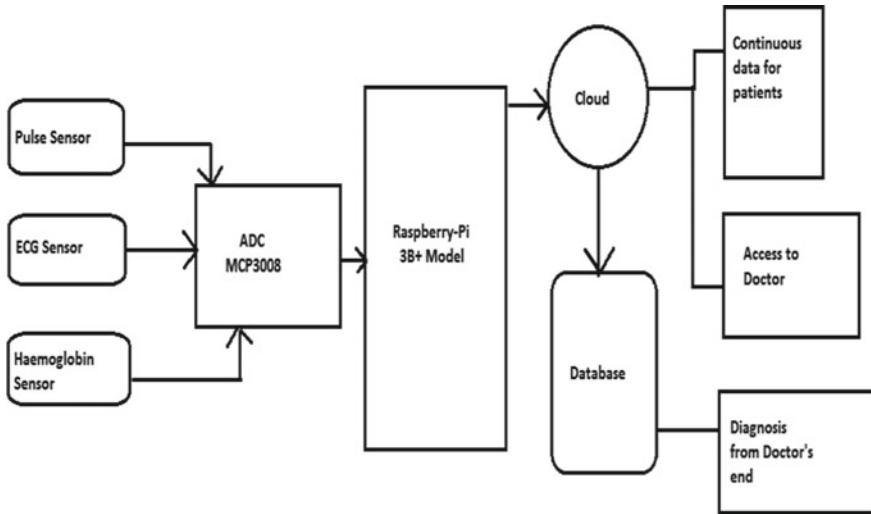 Pulse Sensor
ECG Sensor
Haemoglobin
Sensor
ADC
MCP3008
Raspberry-Pi
3B+ Model
Cloud
Database
Continuous
data for
patients
Access to
Doctor
Diagnosis
from Doctor's
end